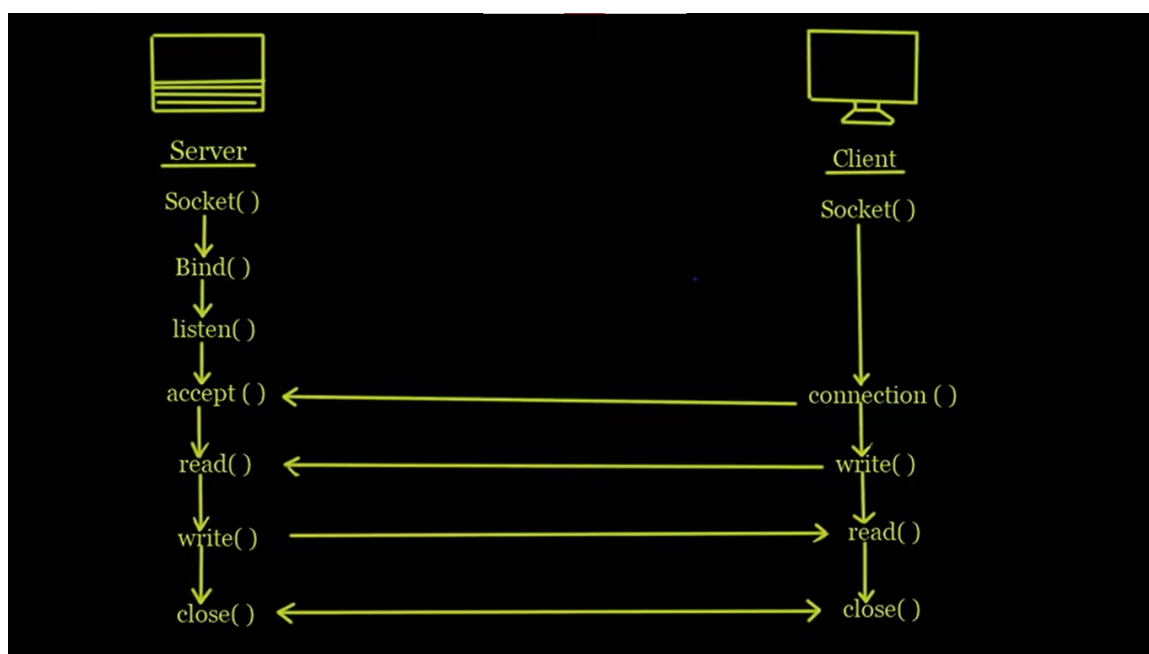 Server
Socket( )
Bind( )
listen( )
accept ( )
read( )
write( )
close( )
Client
Socket( )
connection ( )
write( )
read( )
close( )